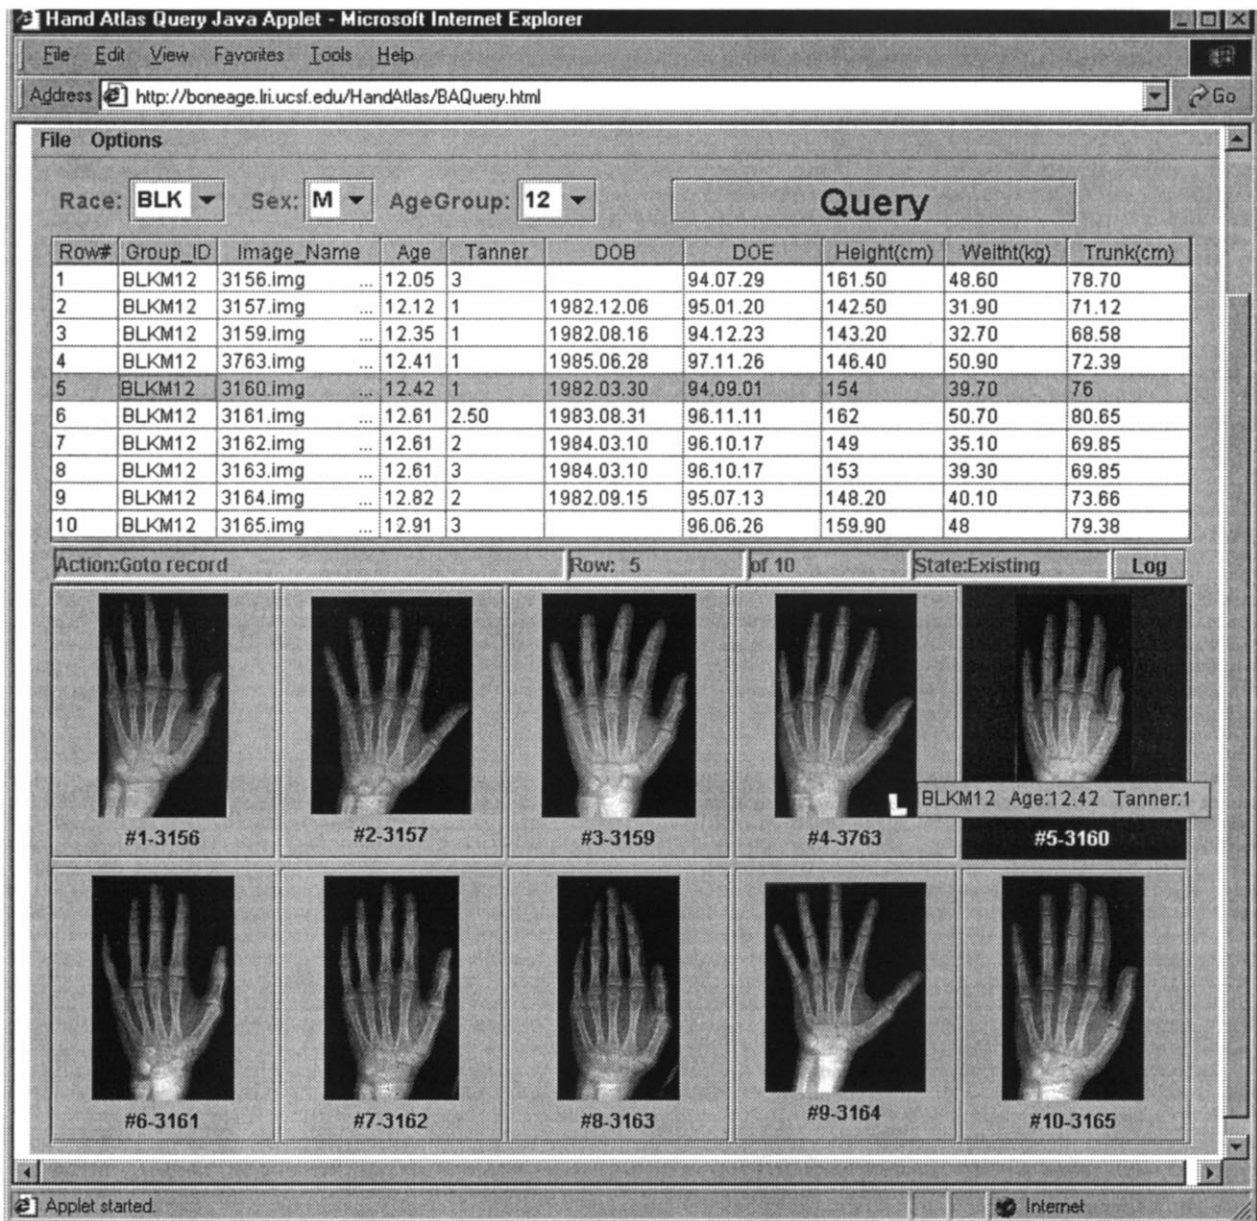 Hand Atlas Query Java Applet - Microsoft Internet Explorer
File Edit View Favorites Tools Help
Address http://boneage.lri.ucsf.edu/HandAtlas/BAQuery.html Go
File Options
Race: BLK Sex: M AgeGroup: 12 Query
Row# Group_ID Image_Name Age Tanner DOB DOE Height(cm) Weitht(kg) Trunk(cm)
1 BLKM12 3156.img ... 12.05 3 94.07.29 161.50 48.60 78.70
2 BLKM12 3157.img ... 12.12 1 1982.12.06 95.01.20 142.50 31.90 71.12
3 BLKM12 3159.img ... 12.35 1 1982.08.16 94.12.23 143.20 32.70 68.58
4 BLKM12 3763.img ... 12.41 1 1985.06.28 97.11.26 146.40 50.90 72.39
5 BLKM12 3160.img ... 12.42 1 1982.03.30 94.09.01 154 39.70 76
6 BLKM12 3161.img ... 12.61 2.50 1983.08.31 96.11.11 162 50.70 80.65
7 BLKM12 3162.img ... 12.61 2 1984.03.10 96.10.17 149 35.10 69.85
8 BLKM12 3163.img ... 12.61 3 1984.03.10 96.10.17 153 39.30 69.85
9 BLKM12 3164.img ... 12.82 2 1982.09.15 95.07.13 148.20 40.10 73.66
10 BLKM12 3165.img ... 12.91 3 96.06.26 159.90 48 79.38
Action:Goto record Row: 5 of 10 State:Existing Log
L
BLKM12 Age:12.42 Tanner:1
#1-3156 #2-3157 #3-3159 #4-3763 #5-3160
#6-3161 #7-3162 #8-3163 #9-3164 #10-3165
Applet started. Internet